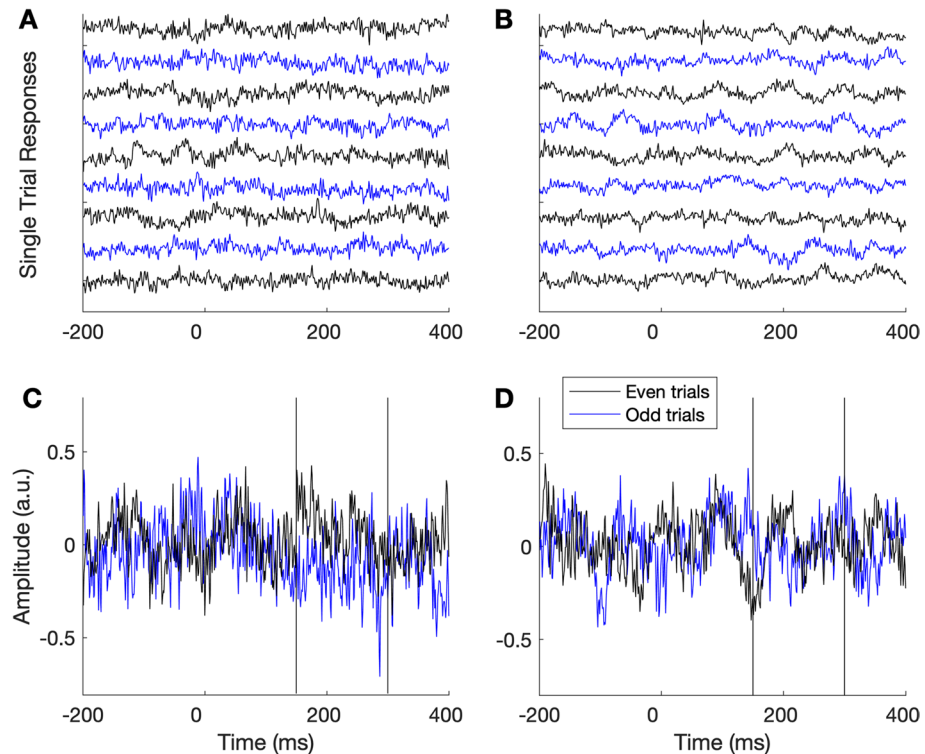 A
B
Single Trial Responses
-200 0 200 400
-200 0 200 400
C
D
Even trials
Odd trials
Amplitude (a.u.)
0.5
0
-0.5
0.5
0
-0.5
-200 0 200 400
-200 0 200 400
Time (ms)
Time (ms)